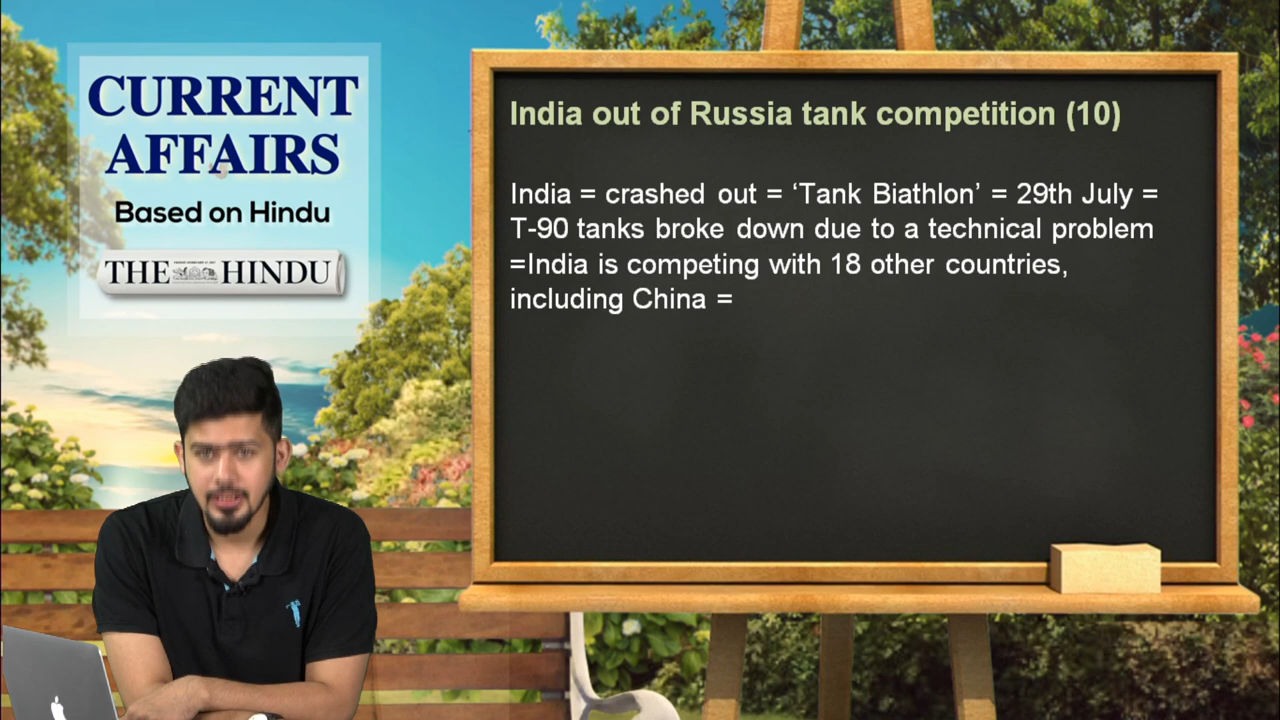 CURRENT
AFFAIRS
Based on Hindu
THE HINDU
India out of Russia tank competition (10)
India = crashed out = ‘Tank Biathlon’ = 29th July =
T-90 tanks broke down due to a technical problem
=India is competing with 18 other countries,
including China =